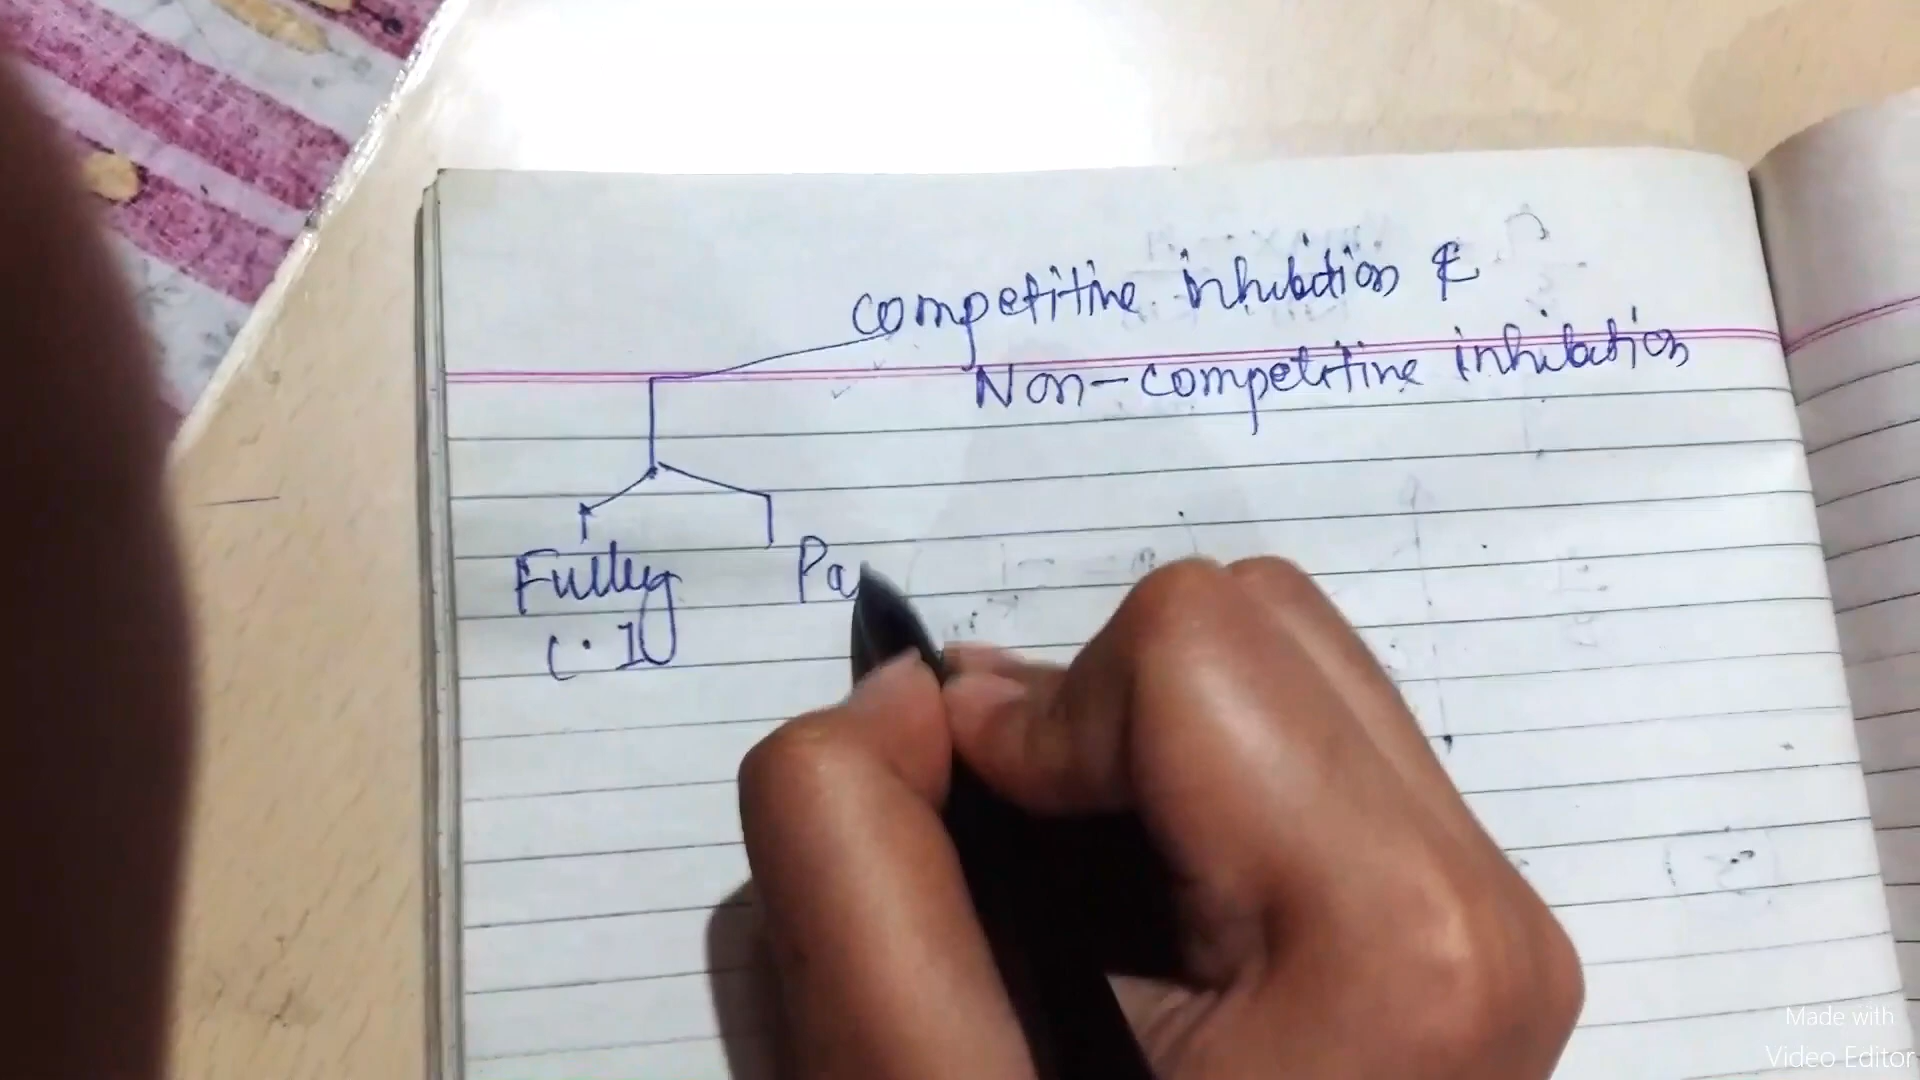 competitive inhibition &
Non-competitive inhibition
Fully
C.I
Pa
Made with
Video Editor